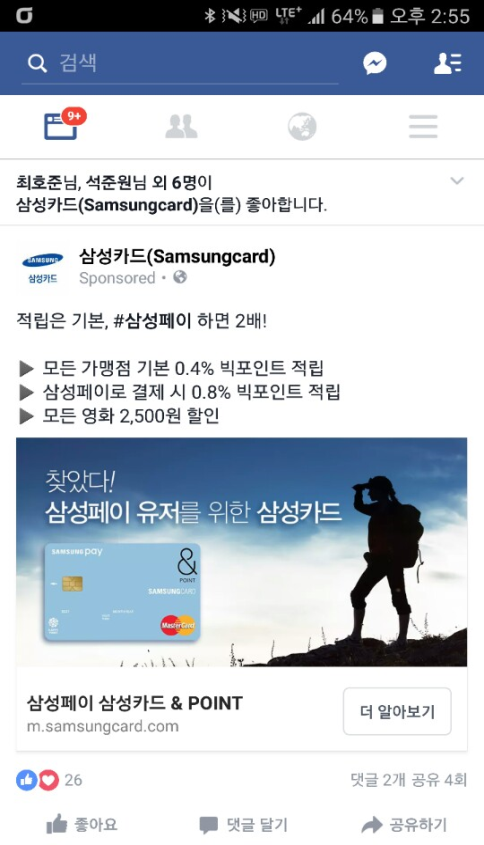 HD LTE+ 64% 오후 2:55
검색
9+
최호준님, 석준원님 외 6명이
삼성카드(Samsungcard)을(를) 좋아합니다.
SAMSUNG
삼성카드
삼성카드(Samsungcard)
Sponsored ·
적립은 기본, #삼성페이 하면 2배!
▶ 모든 가맹점 기본 0.4% 빅포인트 적립
▶ 삼성페이로 결제 시 0.8% 빅포인트 적립
▶ 모든 영화 2,500원 할인
찾았다!
삼성페이 유저를 위한 삼성카드
SAMSUNG pay
&
POINT
SAMSUNGCARD
MasterCard
삼성페이 삼성카드 & POINT
m.samsungcard.com
더 알아보기
26
댓글 2개 공유 4회
좋아요
댓글 달기
공유하기